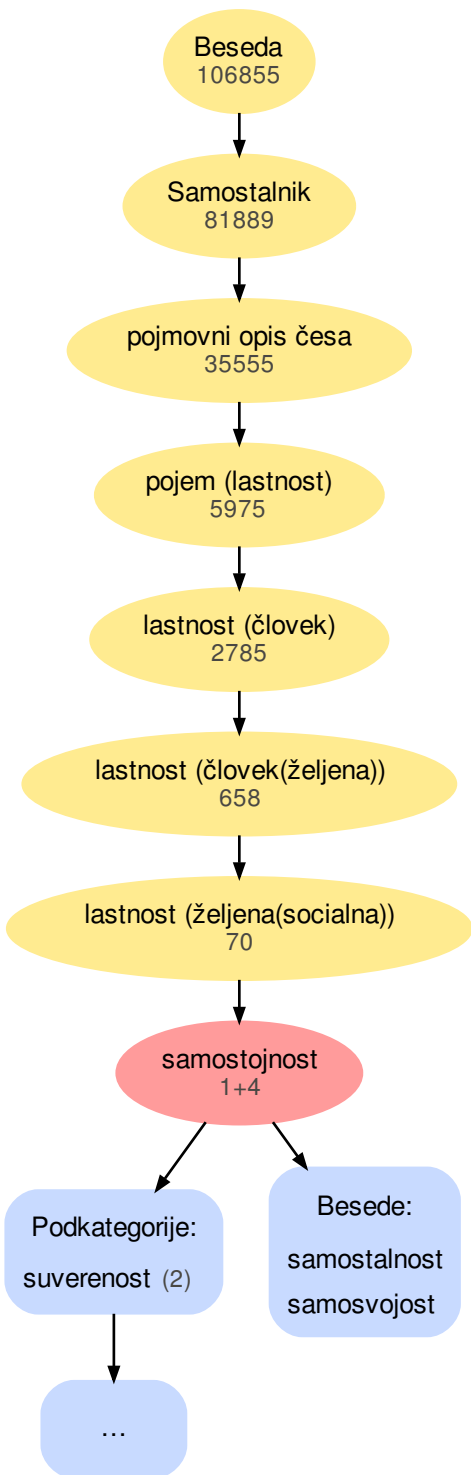 Beseda
106855
Samostalnik
81889
pojmovni opis česa
35555
pojem (lastnost)
5975
lastnost (človek)
2785
lastnost (človek(željena))
658
lastnost (željena(socialna))
70
samostojnost
1+4
Podkategorije:
suverenost (2)
Besede:
samostalnost
samosvojost
...